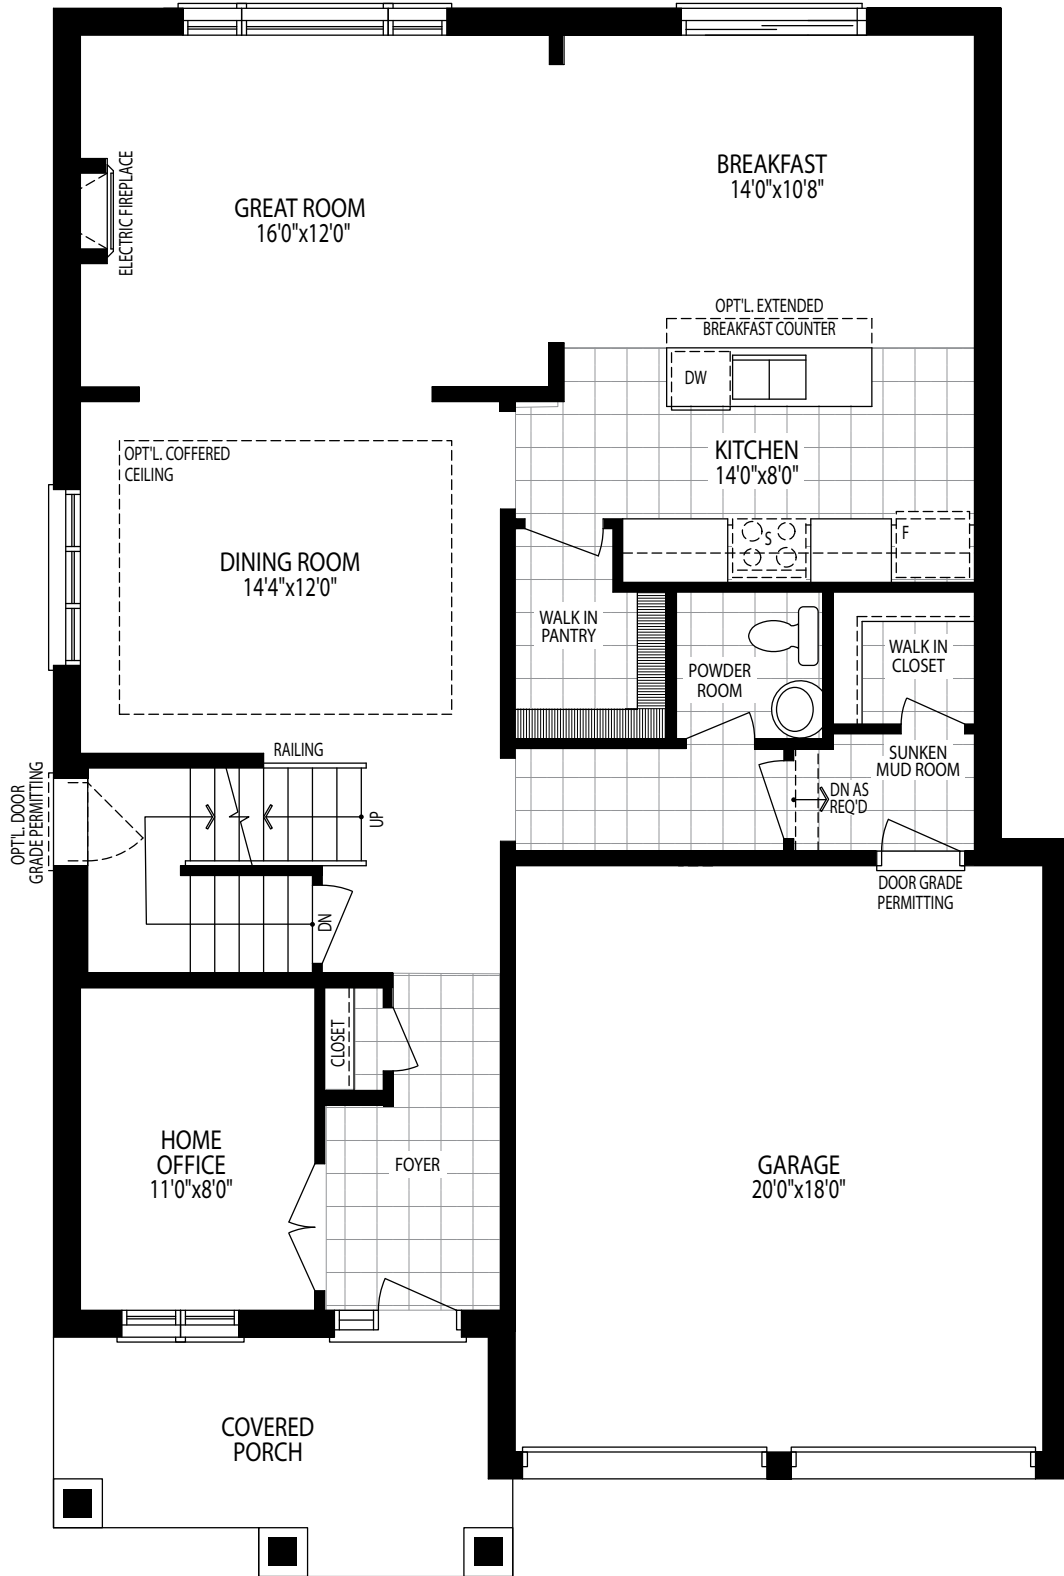 BREAKFAST
14'0"x10'8"
GREAT ROOM
16'0"x12'0"
ELECTRIC FIREPLACE
OPT'L. EXTENDED
BREAKFAST COUNTER
DW
KITCHEN
14'0"x8'0"
OPT'L. COFFERED
CEILING
S
F
DINING ROOM
14'4"x12'0"
WALK IN
PANTRY
POWDER
ROOM
WALK IN
CLOSET
RAILING
SUNKEN
MUD ROOM
DN AS
REQ'D
OPT'L. DOOR
GRADE PERMITTING
UP
DN
DOOR GRADE
PERMITTING
CLOSET
HOME
OFFICE
11'0"x8'0"
FOYER
GARAGE
20'0"x18'0"
COVERED
PORCH